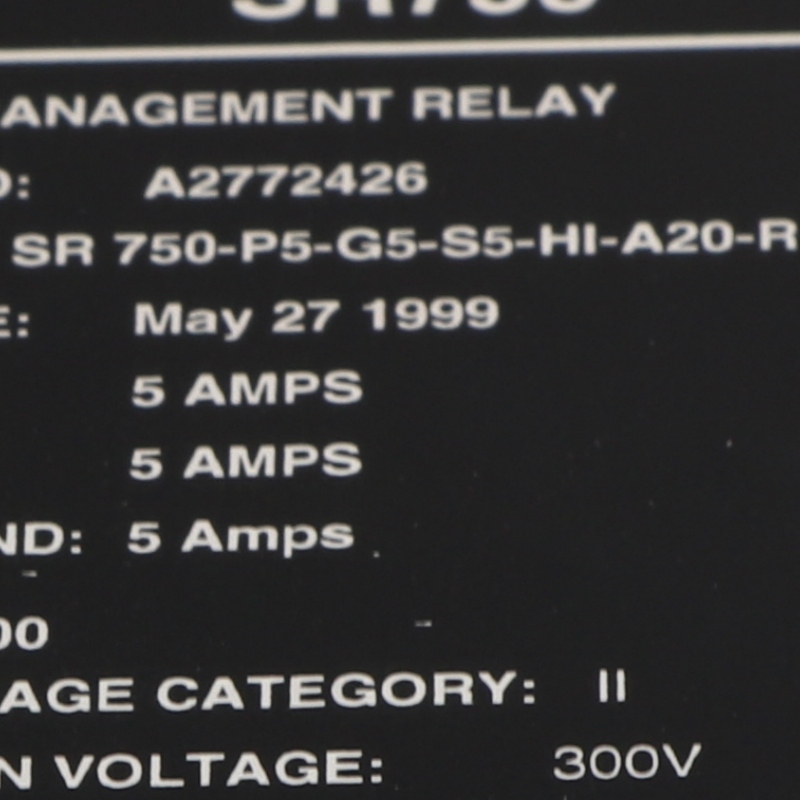 SR750
ANAGEMENT RELAY
D: A2772426
SR 750-P5-G5-S5-HI-A20-R
E: May 27 1999
5 AMPS
5 AMPS
ND: 5 Amps
00
AGE CATEGORY: II
N VOLTAGE: 300V